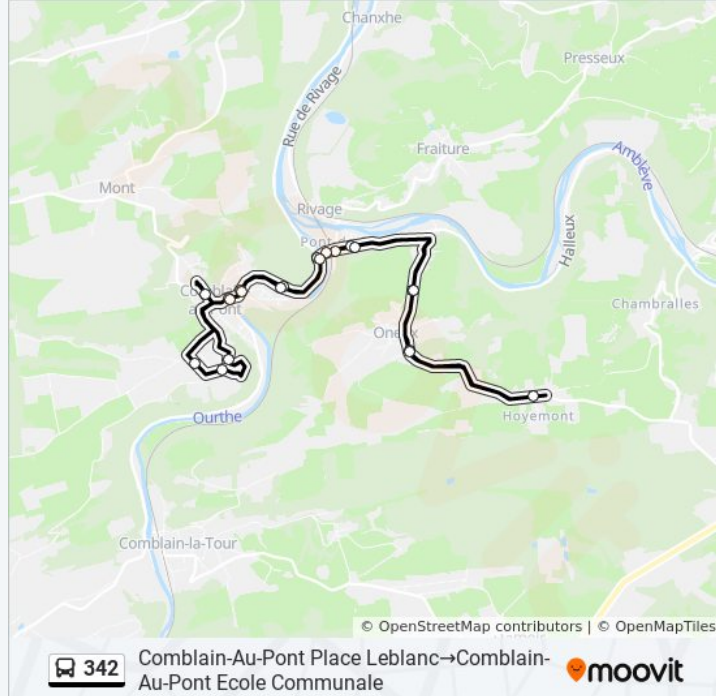 Chanxhe
Presseux
Rue de Rivage
Fraiture
Amblève
Mont
Rivage
Halleux
Chambralles
Oneux
Hoyemont
Ourthe
Comblain-la-Tour
© OpenStreetMap contributors | © OpenMapTiles
342
Comblain-Au-Pont Place Leblanc→Comblain-
Au-Pont Ecole Communale
moovit